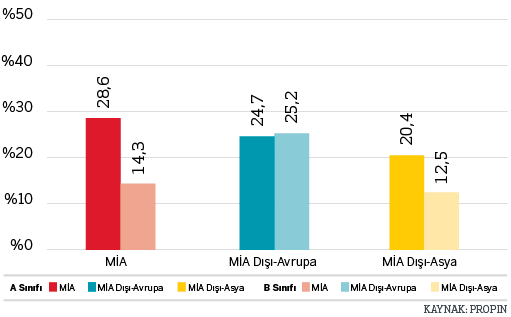 %50
%40
%30
%20
%10
%0
28,6
14,3
24,7
25,2
20,4
12,5
MİA
MİA Dışı-Avrupa
MİA Dışı-Asya
A Sınıfı MİA MİA Dışı-Avrupa MİA Dışı-Asya B Sınıfı MİA MİA Dışı-Avrupa MİA Dışı-Asya
KAYNAK: PROPIN